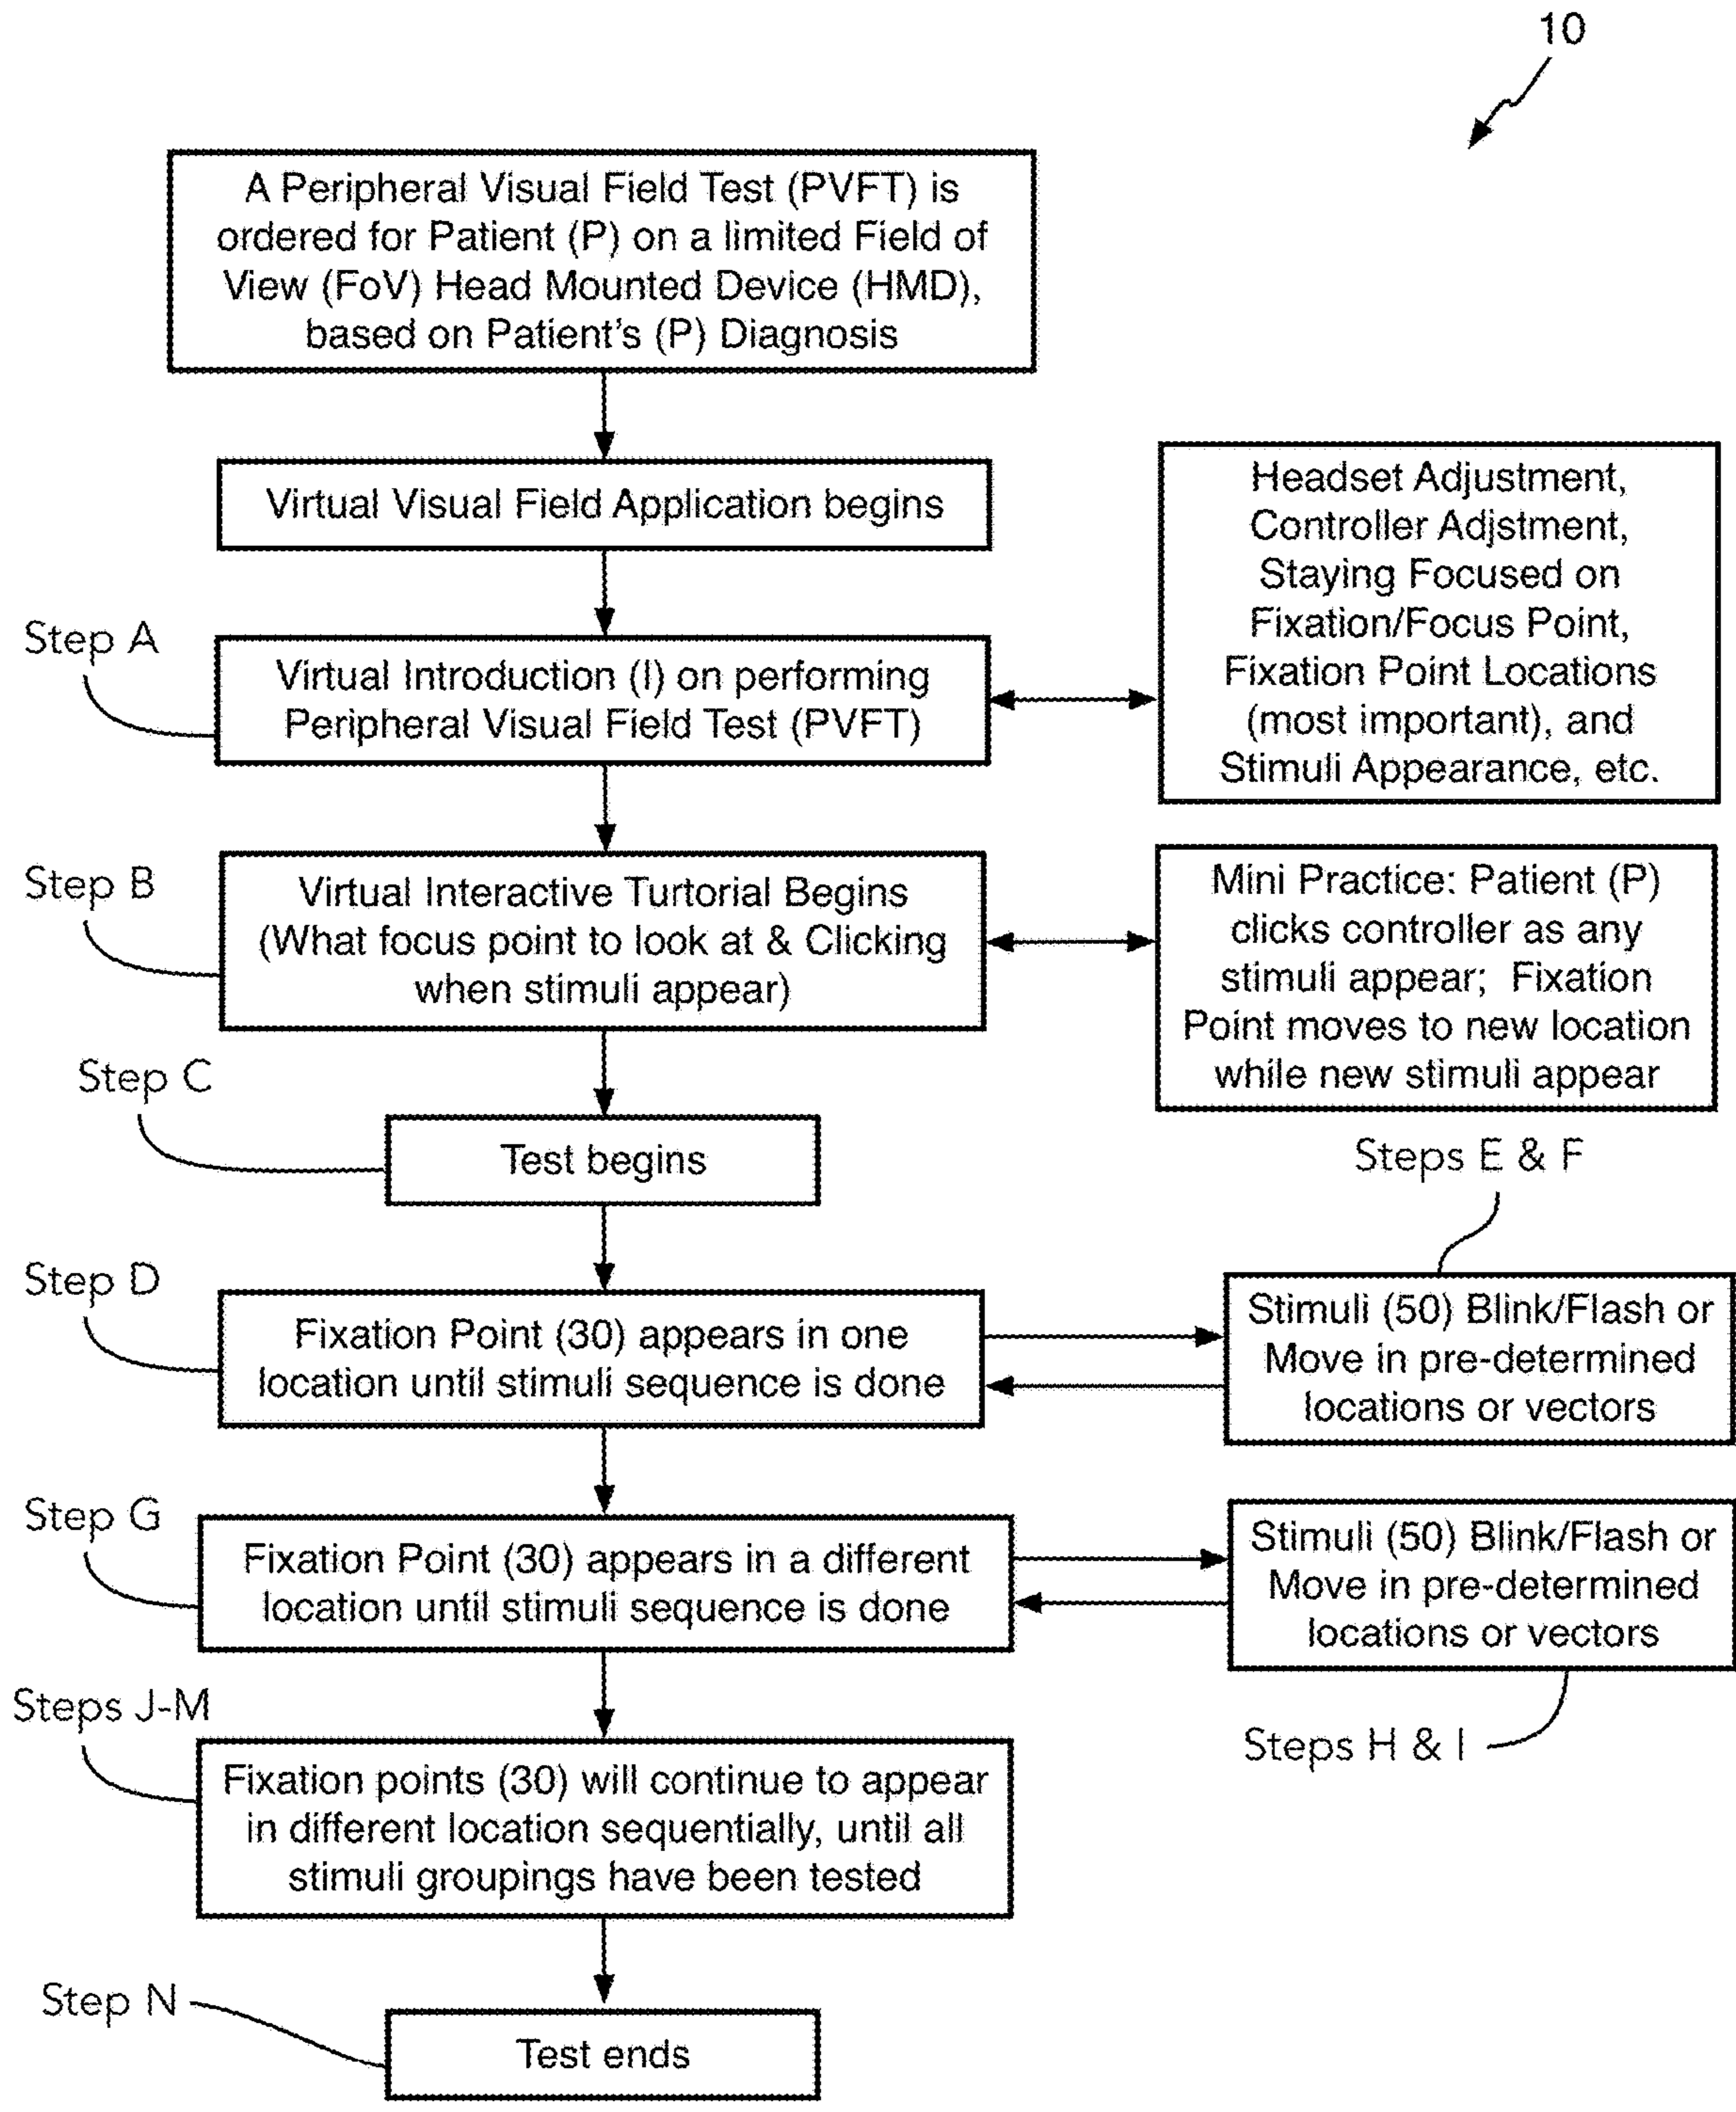 10
A Peripheral Visual Field Test (PVFT) is
ordered for Patient (P) on a limited Field of
View (FoV) Head Mounted Device (HMD),
based on Patient's (P) Diagnosis
Virtual Visual Field Application begins
Headset Adjustment,
Controller Adjstment,
Staying Focused on
Fixation/Focus Point,
Fixation Point Locations
(most important), and
Stimuli Appearance, etc.
Step A
Virtual Introduction (I) on performing
Peripheral Visual Field Test (PVFT)
Step B
Virtual Interactive Turtorial Begins
(What focus point to look at & Clicking
when stimuli appear)
Mini Practice: Patient (P)
clicks controller as any
stimuli appear; Fixation
Point moves to new location
while new stimuli appear
Step C
Test begins
Steps E & F
Step D
Fixation Point (30) appears in one
location until stimuli sequence is done
Stimuli (50) Blink/Flash or
Move in pre-determined
locations or vectors
Step G
Fixation Point (30) appears in a different
location until stimuli sequence is done
Stimuli (50) Blink/Flash or
Move in pre-determined
locations or vectors
Steps H & I
Steps J-M
Fixation points (30) will continue to appear
in different location sequentially, until all
stimuli groupings have been tested
Step N
Test ends